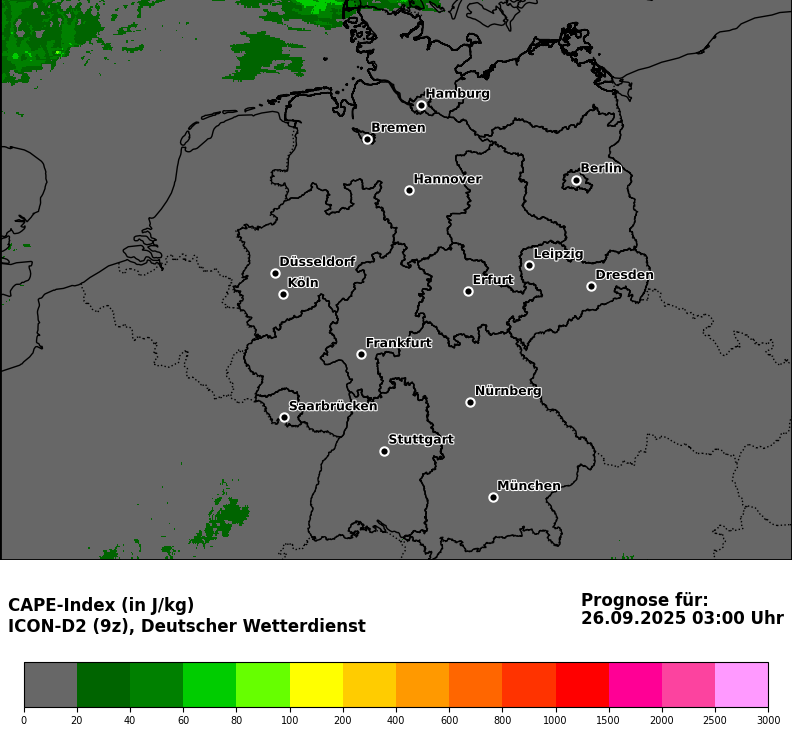 Hamburg
Bremen
Berlin
Hannover
Leipzig
Düsseldorf
Dresden
Köln
Erfurt
Frankfurt
Nürnberg
Saarbrücken
Stuttgart
München
CAPE-Index (in J/kg)
ICON-D2 (9z), Deutscher Wetterdienst
Prognose für:
26.09.2025 03:00 Uhr
0 20 40 60 80 100 200 400 600 800 1000 1500 2000 2500 3000